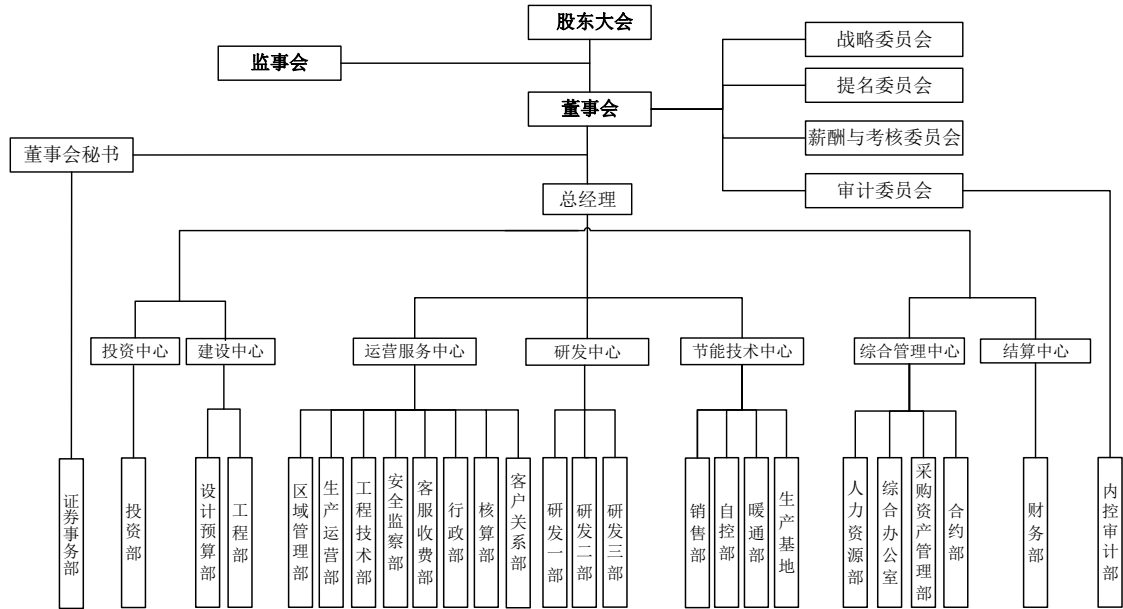 股东大会
战略委员会
监事会
提名委员会
董事会
薪酬与考核委员会
董事会秘书
审计委员会
总经理
投资中心
建设中心
运营服务中心
研发中心
节能技术中心
综合管理中心
结算中心
证券事务部
投资部
设计预算部
工程部
区域管理部
生产运营部
工程技术部
安全监察部
客服收费部
行政部
核算部
客户关系部
研发一部
研发二部
研发三部
销售部
自控部
暖通部
生产基地
人力资源部
综合办公室
采购资产管理部
合约部
财务部
内控审计部